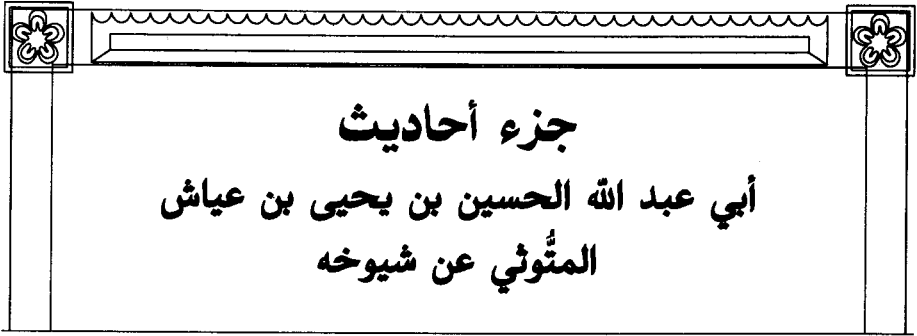 جزء أحاديث
أبي عبد الله الحسين بن يحيى بن عياش
المتُّوثي عن شيوخه